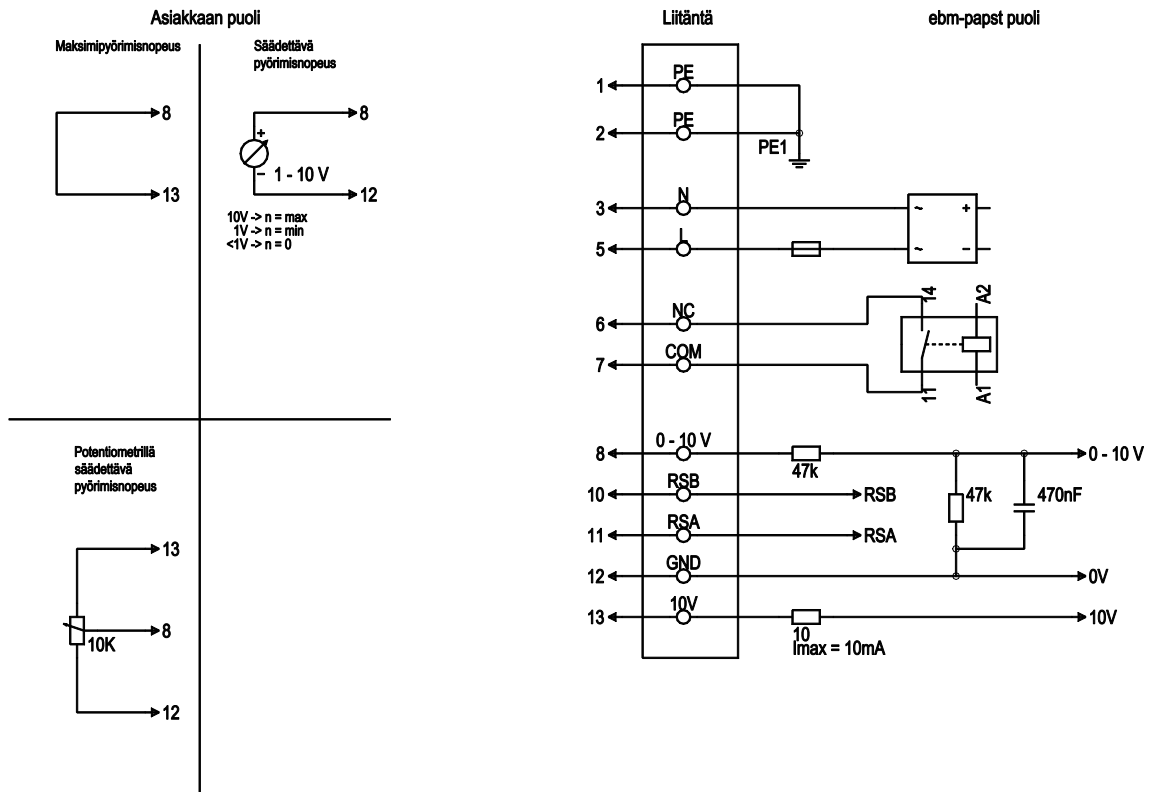 Asiakkaan puoli
Maksimipyörimisnopeus
8
13
Säädettävä
pyörimisnopeus
8
+
–
1 - 10 V
12
10V -> n = max
1V -> n = min
<1V -> n = 0
Potentiometrillä
säädettävä
pyörimisnopeus
13
8
10K
12
Liitäntä
ebm-papst puoli
1
PE
2
PE
PE1
3
N
~ +
5
L
~ –
14
A2
6
NC
7
COM
11
A1
8
0 - 10 V
47k
0 - 10 V
10
RSB
RSB
47k
470nF
11
RSA
RSA
12
GND
0V
13
10V
10
Imax = 10mA
10V